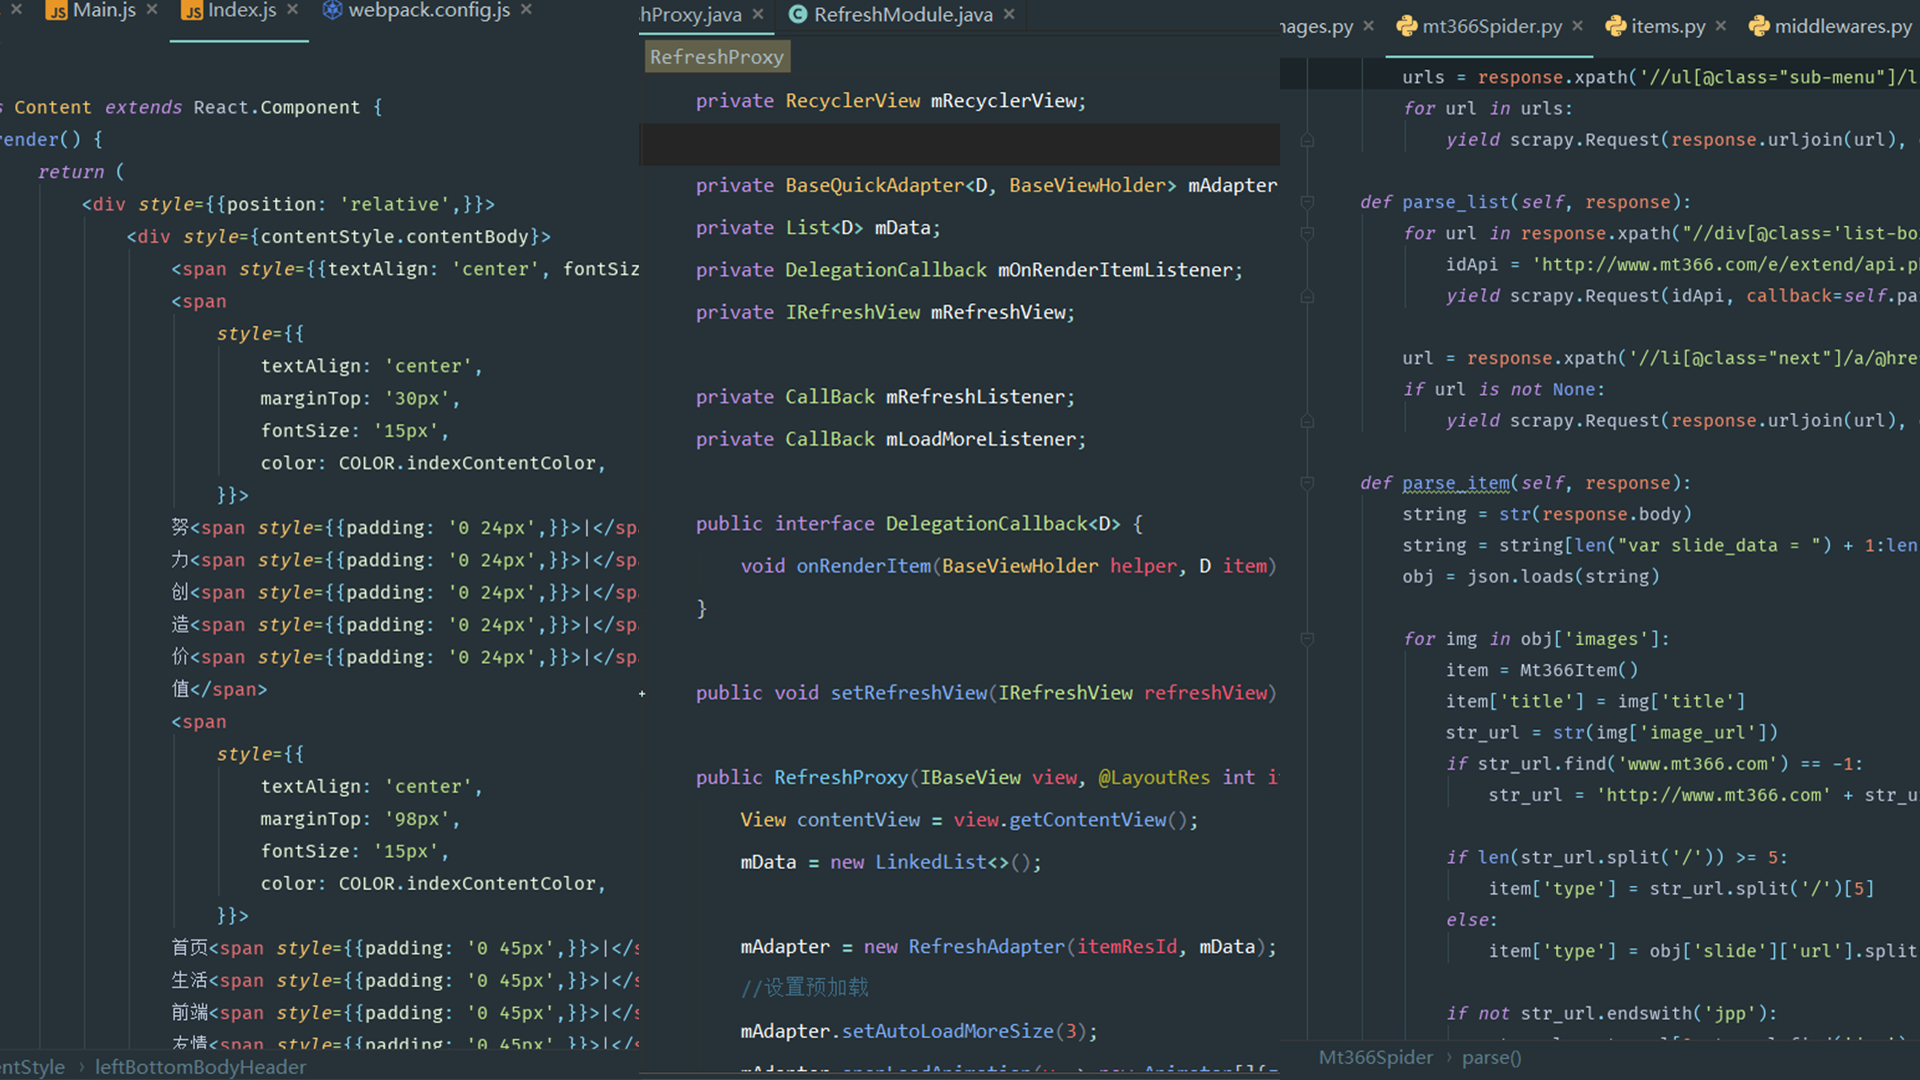 Main.js × Index.js × webpack.config.js ×
Content extends React.Component {
render() {
return (
<div style={{position: 'relative',}}>
<div style={contentStyle.contentBody}>
<span style={{textAlign: 'center', fontSiz
<span
style={{
textAlign: 'center',
marginTop: '30px',
fontSize: '15px',
color: COLOR.indexContentColor,
}}>
努<span style={{padding: '0 24px',}}>|</sp
力<span style={{padding: '0 24px',}}>|</sp
创<span style={{padding: '0 24px',}}>|</sp
造<span style={{padding: '0 24px',}}>|</sp
价<span style={{padding: '0 24px',}}>|</sp
值</span>
<span
style={{
textAlign: 'center',
marginTop: '98px',
fontSize: '15px',
color: COLOR.indexContentColor,
}}>
首页<span style={{padding: '0 45px',}}>|</s
生活<span style={{padding: '0 45px',}}>|</s
前端<span style={{padding: '0 45px',}}>|</s
友情<span style={{padding: '0 45px',}}>|</s
entStyle › leftBottomBodyHeader
hProxy.java × RefreshModule.java ×
RefreshProxy
private RecyclerView mRecyclerView;
private BaseQuickAdapter<D, BaseViewHolder> mAdapter
private List<D> mData;
private DelegationCallback mOnRenderItemListener;
private IRefreshView mRefreshView;
private CallBack mRefreshListener;
private CallBack mLoadMoreListener;
public interface DelegationCallback<D> {
void onRenderItem(BaseViewHolder helper, D item)
}
public void setRefreshView(IRefreshView refreshView)
public RefreshProxy(IBaseView view, @LayoutRes int i
View contentView = view.getContentView();
mData = new LinkedList<>();
mAdapter = new RefreshAdapter(itemResId, mData);
//设置预加载
mAdapter.setAutoLoadMoreSize(3);
nages.py × mt366Spider.py × items.py × middlewares.py
urls = response.xpath('//ul[@class="sub-menu"]/l
for url in urls:
yield scrapy.Request(response.urljoin(url),
def parse_list(self, response):
for url in response.xpath("//div[@class='list-bo
idApi = 'http://www.mt366.com/e/extend/api.p
yield scrapy.Request(idApi, callback=self.pa
url = response.xpath('//li[@class="next"]/a/@hre
if url is not None:
yield scrapy.Request(response.urljoin(url),
def parse_item(self, response):
string = str(response.body)
string = string[len("var slide_data = ") + 1:len
obj = json.loads(string)
for img in obj['images']:
item = Mt366Item()
item['title'] = img['title']
str_url = str(img['image_url'])
if str_url.find('www.mt366.com') == -1:
str_url = 'http://www.mt366.com' + str_u
if len(str_url.split('/')) >= 5:
item['type'] = str_url.split('/')[5]
else:
item['type'] = obj['slide']['url'].split
if not str_url.endswith('jpp'):
Mt366Spider › parse()